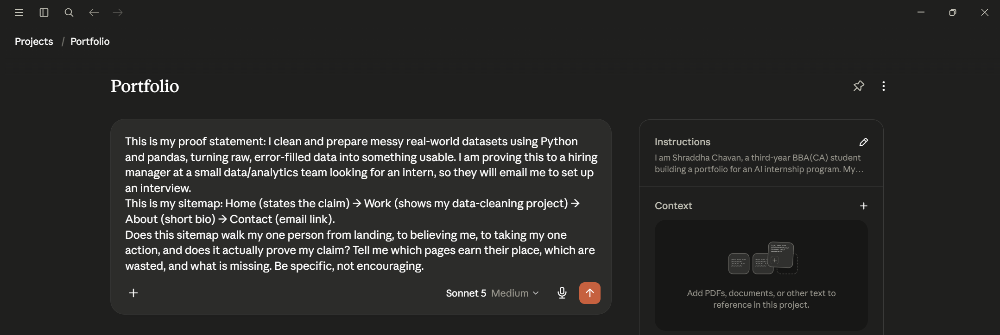 Projects / Portfolio
Portfolio
This is my proof statement: I clean and prepare messy real-world datasets using Python
and pandas, turning raw, error-filled data into something usable. I am proving this to a hiring
manager at a small data/analytics team looking for an intern, so they will email me to set up
an interview.
This is my sitemap: Home (states the claim) → Work (shows my data-cleaning project) →
About (short bio) → Contact (email link).
Does this sitemap walk my one person from landing, to believing me, to taking my one
action, and does it actually prove my claim? Tell me which pages earn their place, which are
wasted, and what is missing. Be specific, not encouraging.
Sonnet 5 Medium
Instructions
I am Shraddha Chavan, a third-year BBA(CA) student
building a portfolio for an AI internship program. My...
Context
Add PDFs, documents, or other text to
reference in this project.